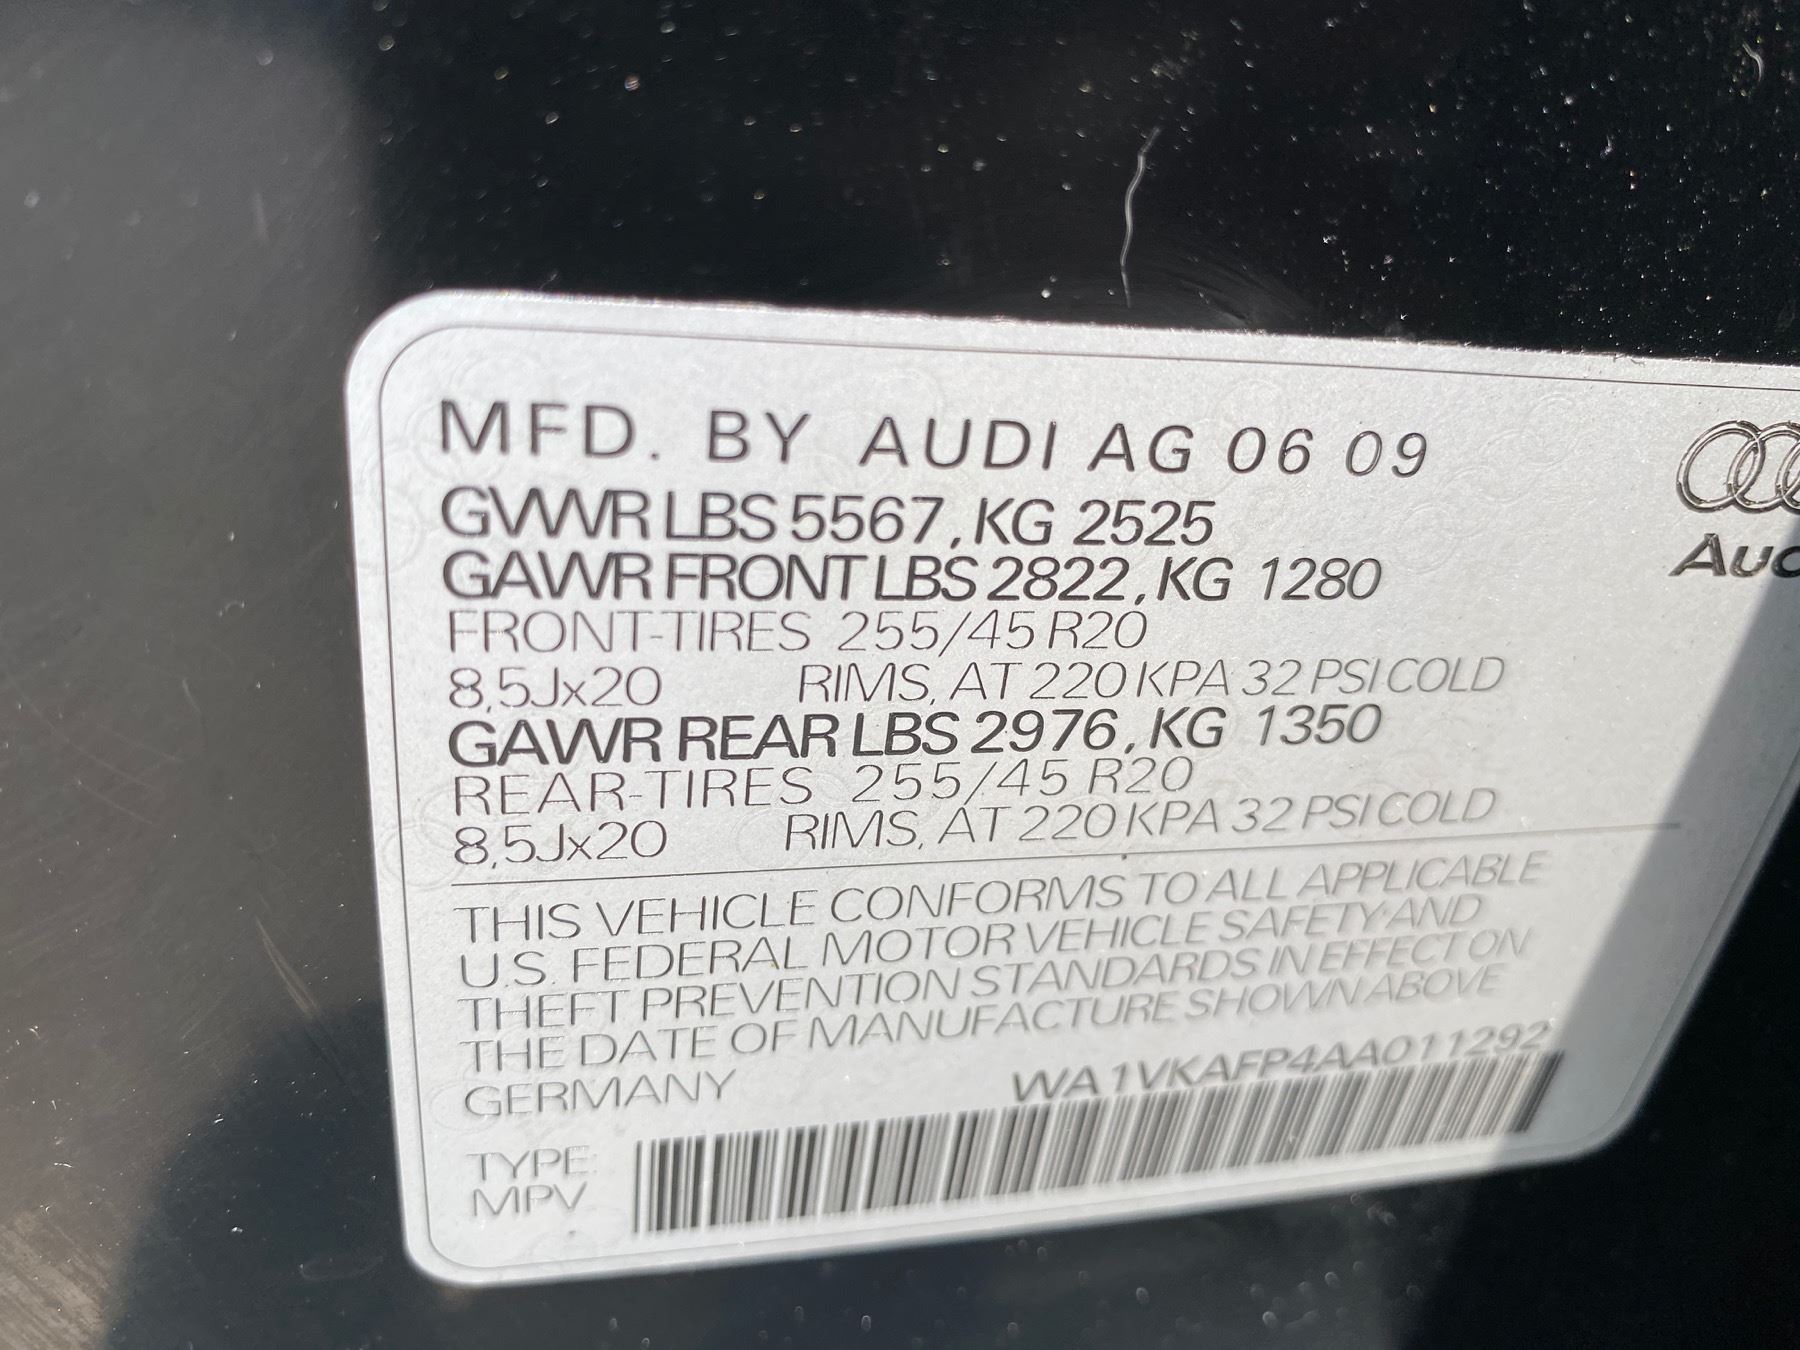 MFD. BY AUDI AG 06 09
GVWR LBS 5567, KG 2525
GAWR FRONT LBS 2822, KG 1280
FRONT-TIRES 255/45 R20
8,5Jx20 RIMS, AT 220 KPA 32 PSI COLD
GAWR REAR LBS 2976, KG 1350
REAR-TIRES 255/45 R20
8,5Jx20 RIMS, AT 220 KPA 32 PSI COLD
THIS VEHICLE CONFORMS TO ALL APPLICABLE
U.S. FEDERAL MOTOR VEHICLE SAFETY AND
THEFT PREVENTION STANDARDS IN EFFECT ON
THE DATE OF MANUFACTURE SHOWN ABOVE
GERMANY WA1VKAFP4AA011292
TYPE:
MPV